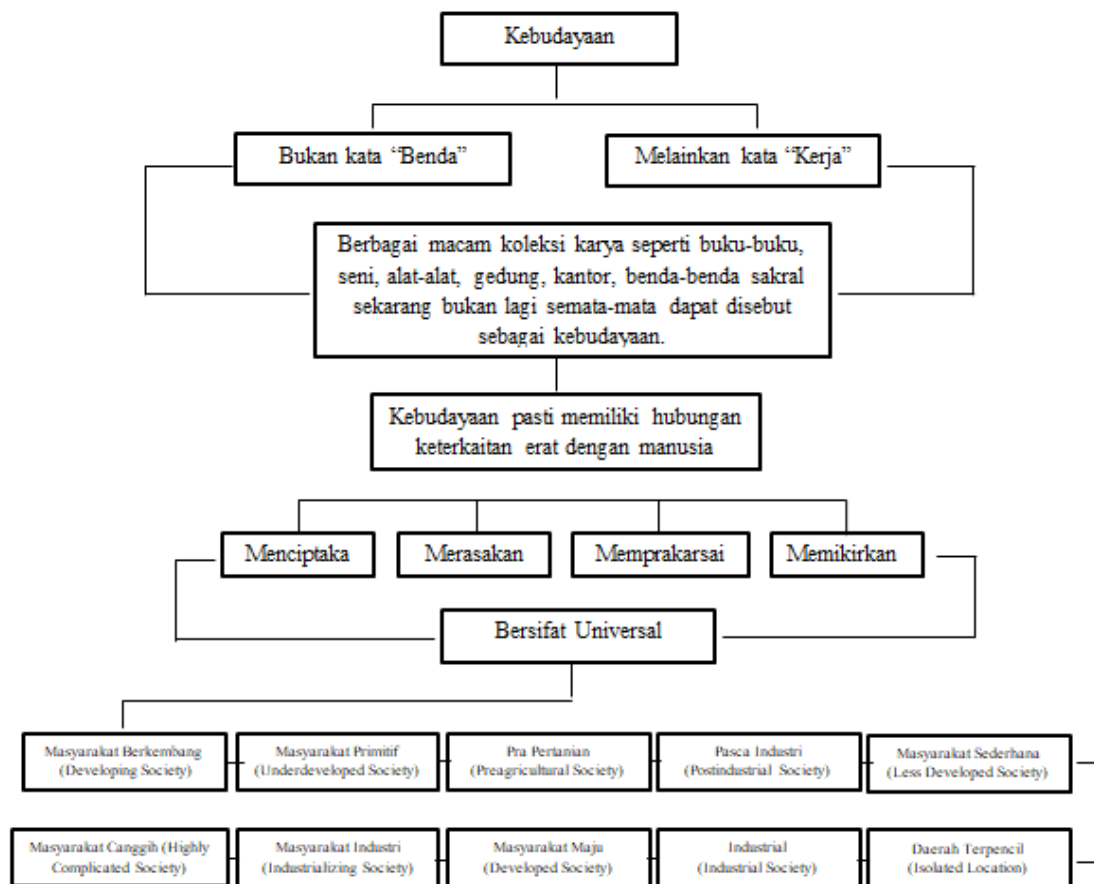 Kebudayaan
Bukan kata “Benda”
Melainkan kata “Kerja”
Berbagai macam koleksi karya seperti buku-buku,
seni, alat-alat, gedung, kantor, benda-benda sakral
sekarang bukan lagi semata-mata dapat disebut
sebagai kebudayaan.
Kebudayaan pasti memiliki hubungan
keterkaitan erat dengan manusia
Menciptaka
Merasakan
Memprakarsai
Memikirkan
Bersifat Universal
Masyarakat Berkembang
(Developing Society)
Masyarakat Primitif
(Underdeveloped Society)
Pra Pertanian
(Preagricultural Society)
Pasca Industri
(Postindustrial Society)
Masyarakat Sederhana
(Less Developed Society)
Masyarakat Canggih (Highly
Complicated Society)
Masyarakat Industri
(Industrializing Society)
Masyarakat Maju
(Developed Society)
Industrial
(Industrial Society)
Daerah Terpencil
(Isolated Location)